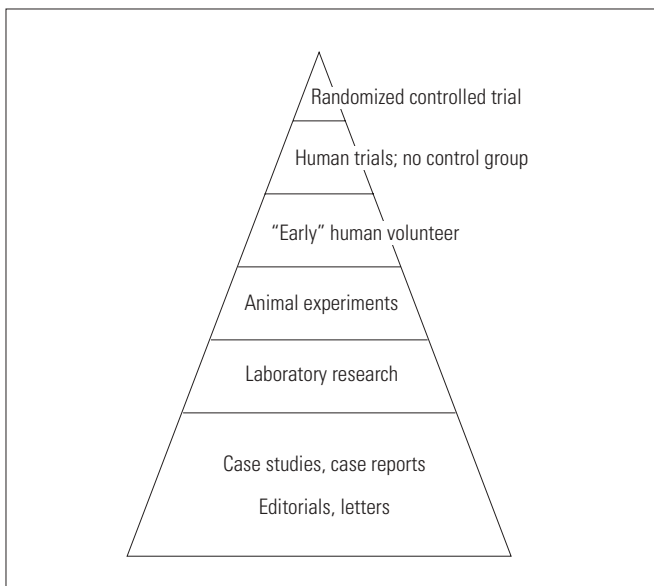 Randomized controlled trial
Human trials; no control group
“Early” human volunteer
Animal experiments
Laboratory research
Case studies, case reports
Editorials, letters